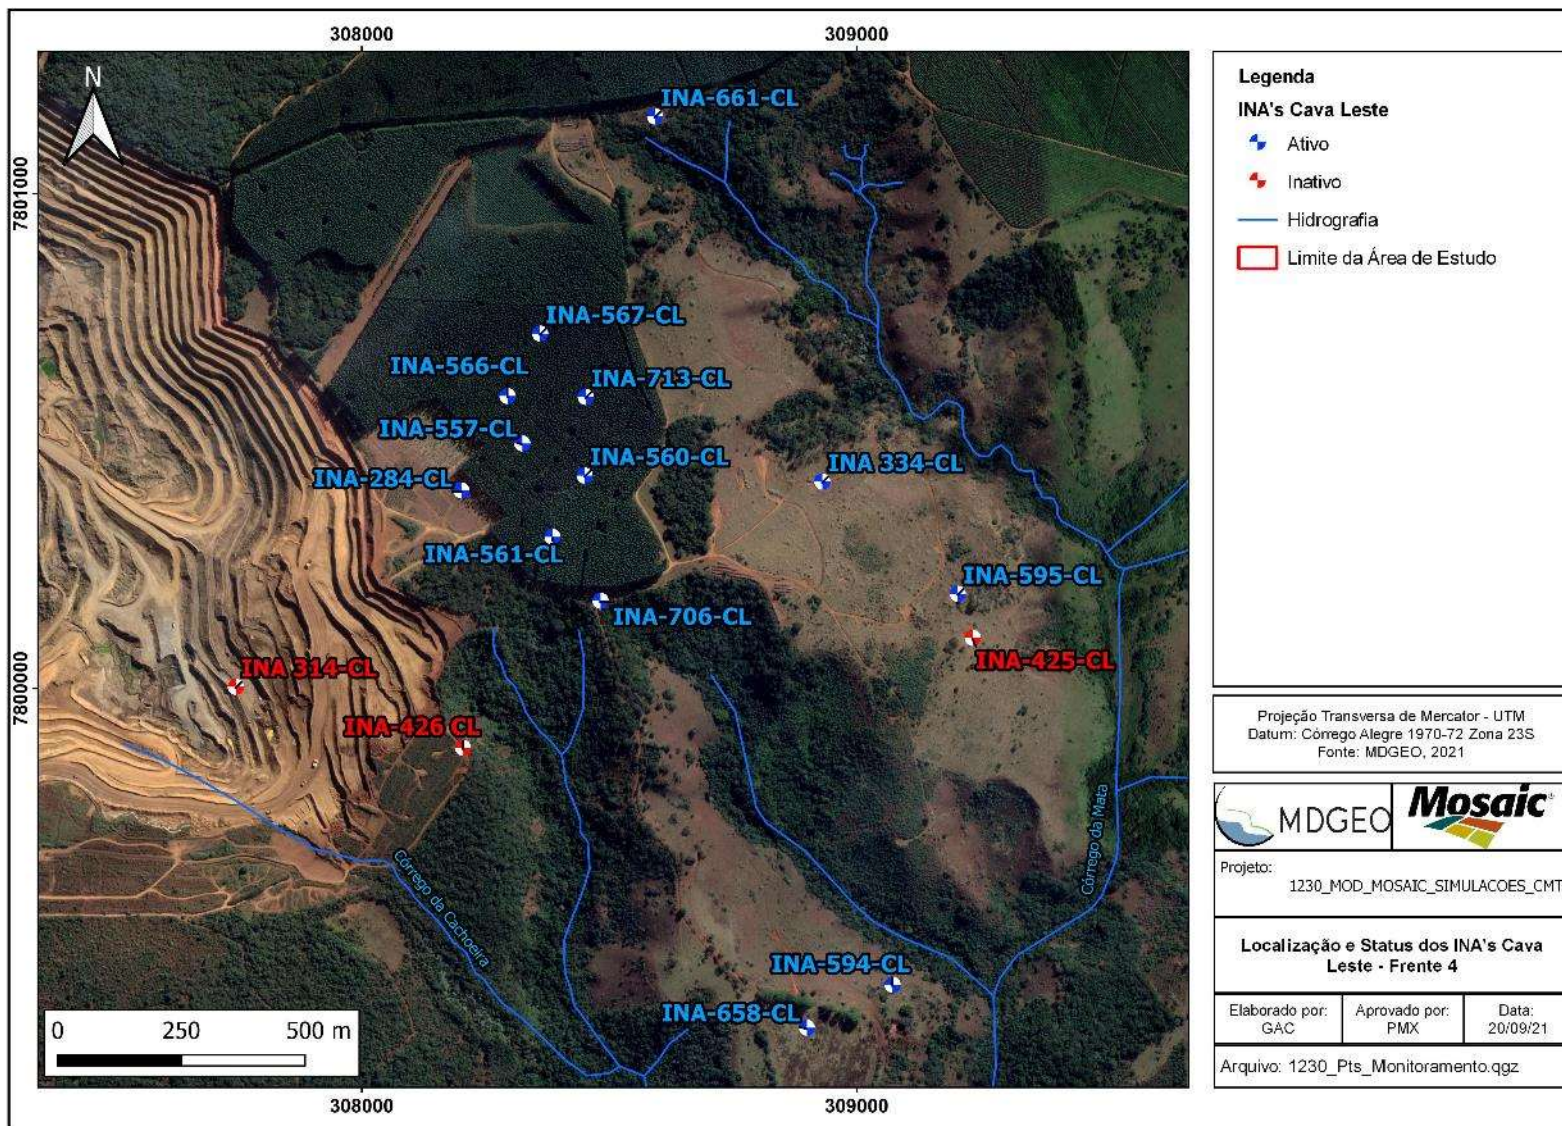 308000
309000
N
7801000
7800000
INA-661-CL
INA-567-CL
INA-566-CL
INA-713-CL
INA-557-CL
INA-560-CL
INA-284-CL
INA 334-CL
INA-561-CL
INA-595-CL
INA-706-CL
INA-425-CL
INA 314-CL
INA-426 CL
Córrego da Cachoeira
Córrego da Mata
INA-594-CL
INA-658-CL
0 250 500 m
308000
309000
Legenda
INA's Cava Leste
Ativo
Inativo
Hidrografia
Limite da Área de Estudo
Projeção Transversa de Mercator - UTM
Datum: Córrego Alegre 1970-72 Zona 23S
Fonte: MDGEO, 2021
MDGEO
Mosaic®
Projeto:
1230_MOD_MOSAIC_SIMULACOES_CMT
Localização e Status dos INA's Cava
Leste - Frente 4
Elaborado por:
GAC
Aprovado por:
PMX
Data:
20/09/21
Arquivo: 1230_Pts_Monitoramento.qgz